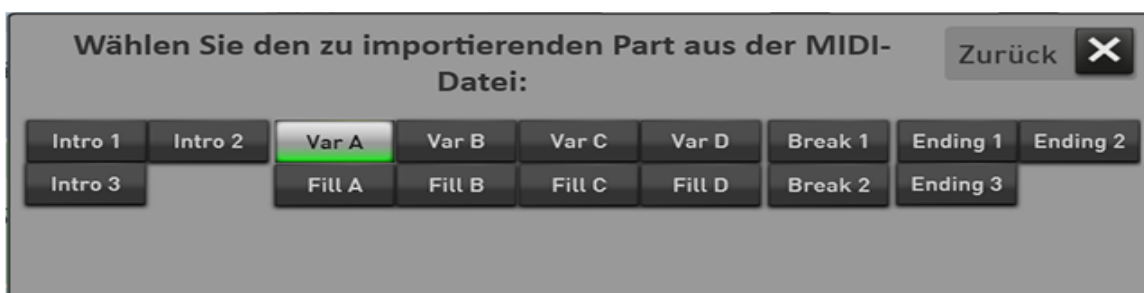 Wählen Sie den zu importierenden Part aus der MIDI-
Datei:
Zurück
Intro 1 Intro 2 Var A Var B Var C Var D Break 1 Ending 1 Ending 2
Intro 3 Fill A Fill B Fill C Fill D Break 2 Ending 3